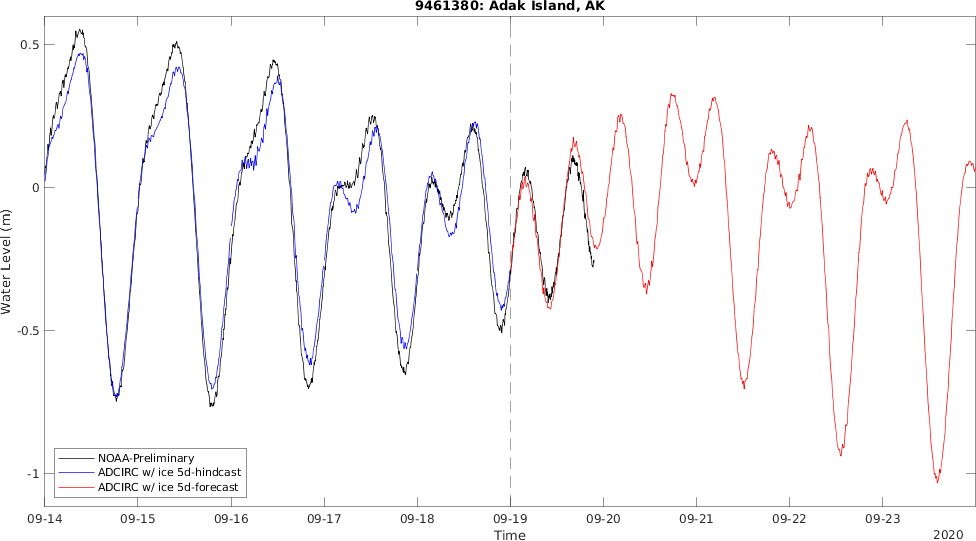 9461380: Adak Island, AK
0.5
0
-0.5
-1
Water Level (m)
NOAA-Preliminary
ADCIRC w/ ice 5d-hindcast
ADCIRC w/ ice 5d-forecast
09-14 09-15 09-16 09-17 09-18 09-19 09-20 09-21 09-22 09-23
Time
2020